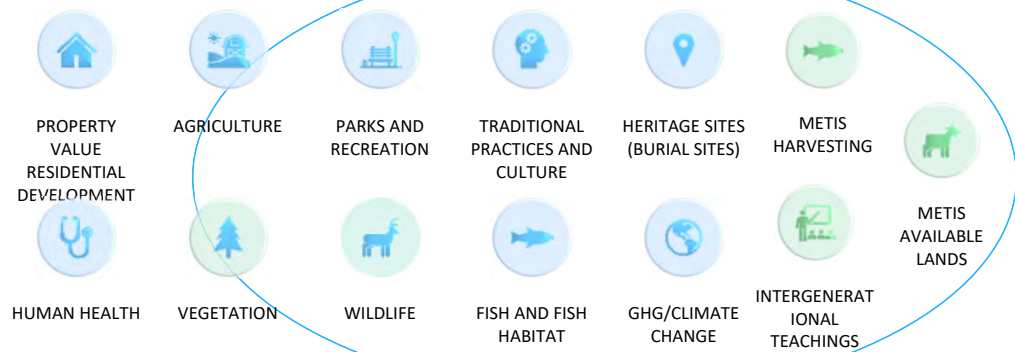 PROPERTY
VALUE
RESIDENTIAL
DEVELOPMENT
AGRICULTURE
PARKS AND
RECREATION
TRADITIONAL
PRACTICES AND
CULTURE
HERITAGE SITES
(BURIAL SITES)
METIS
HARVESTING
METIS
AVAILABLE
LANDS
HUMAN HEALTH
VEGETATION
WILDLIFE
FISH AND FISH
HABITAT
GHG/CLIMATE
CHANGE
INTERGENERAT
IONAL
TEACHINGS